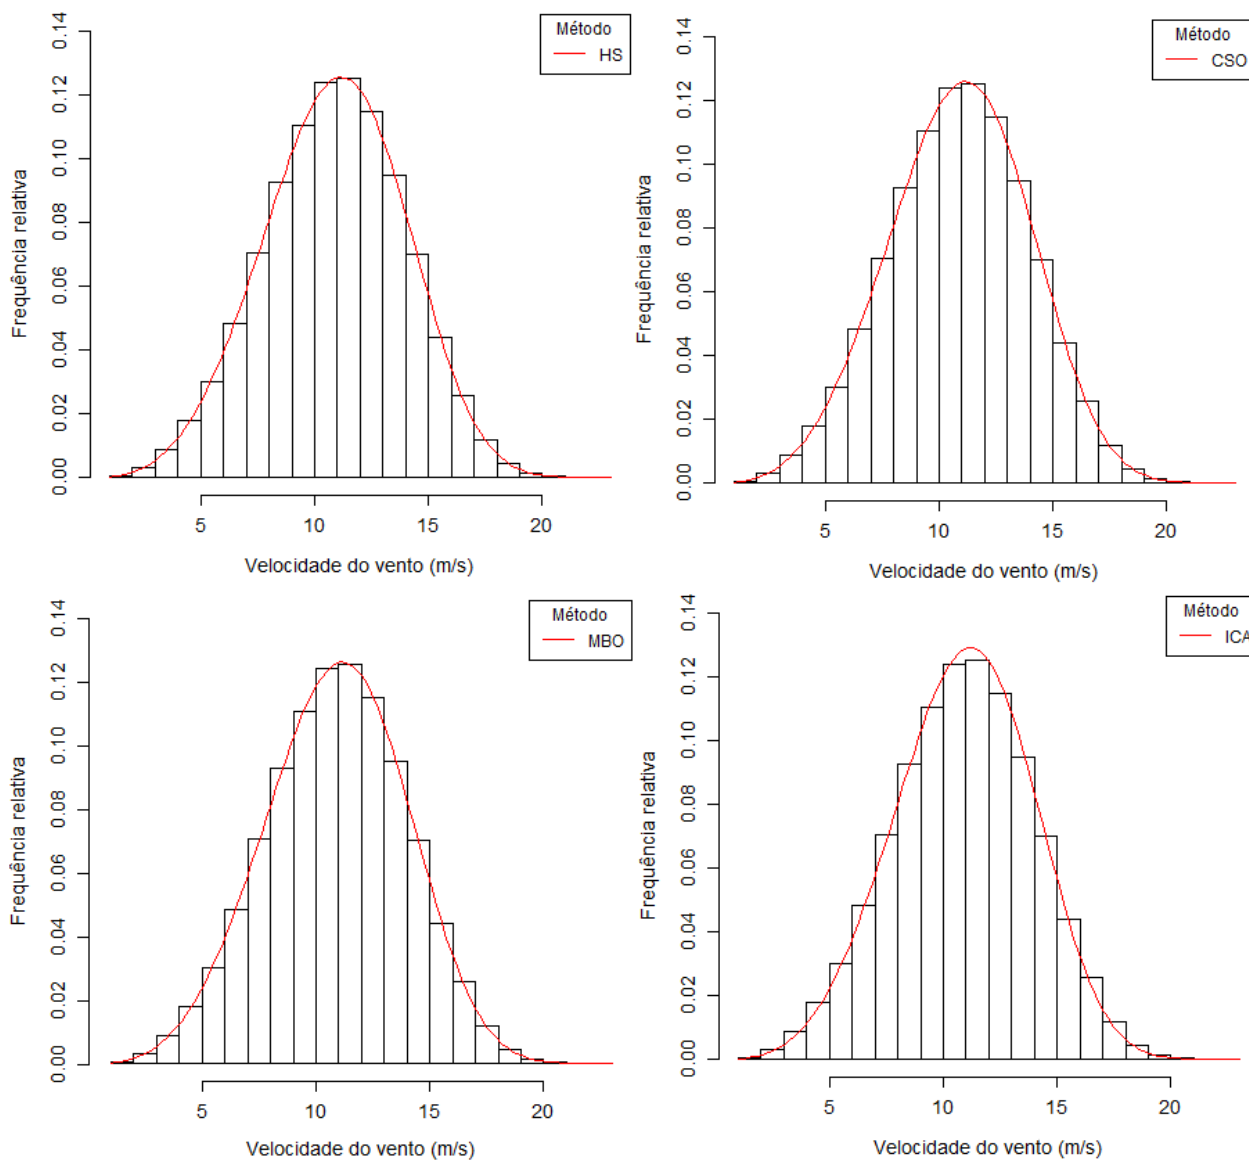 Método
HS
Frequência relativa
0.00 0.02 0.04 0.06 0.08 0.10 0.12 0.14
5 10 15 20
Velocidade do vento (m/s)
Método
CSO
Frequência relativa
0.00 0.02 0.04 0.06 0.08 0.10 0.12 0.14
5 10 15 20
Velocidade do vento (m/s)
Método
MBO
Frequência relativa
0.00 0.02 0.04 0.06 0.08 0.10 0.12 0.14
5 10 15 20
Velocidade do vento (m/s)
Método
ICA
Frequência relativa
0.00 0.02 0.04 0.06 0.08 0.10 0.12 0.14
5 10 15 20
Velocidade do vento (m/s)